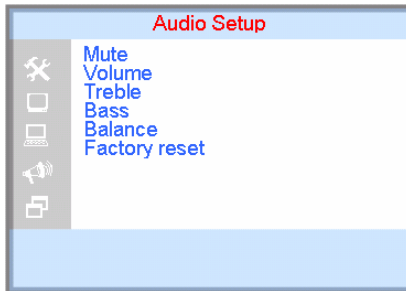 Audio Setup
Mute
Volume
Treble
Bass
Balance
Factory reset